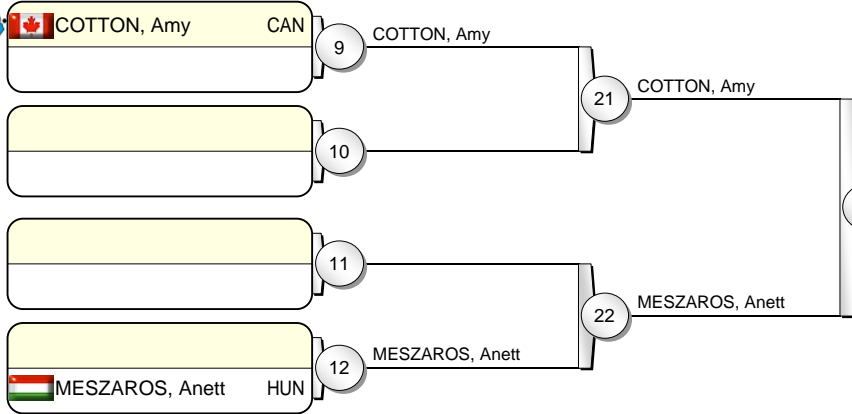 COTTON, Amy CAN
9
COTTON, Amy
21
COTTON, Amy
10
11
22
MESZAROS, Anett
12
MESZAROS, Anett
MESZAROS, Anett HUN